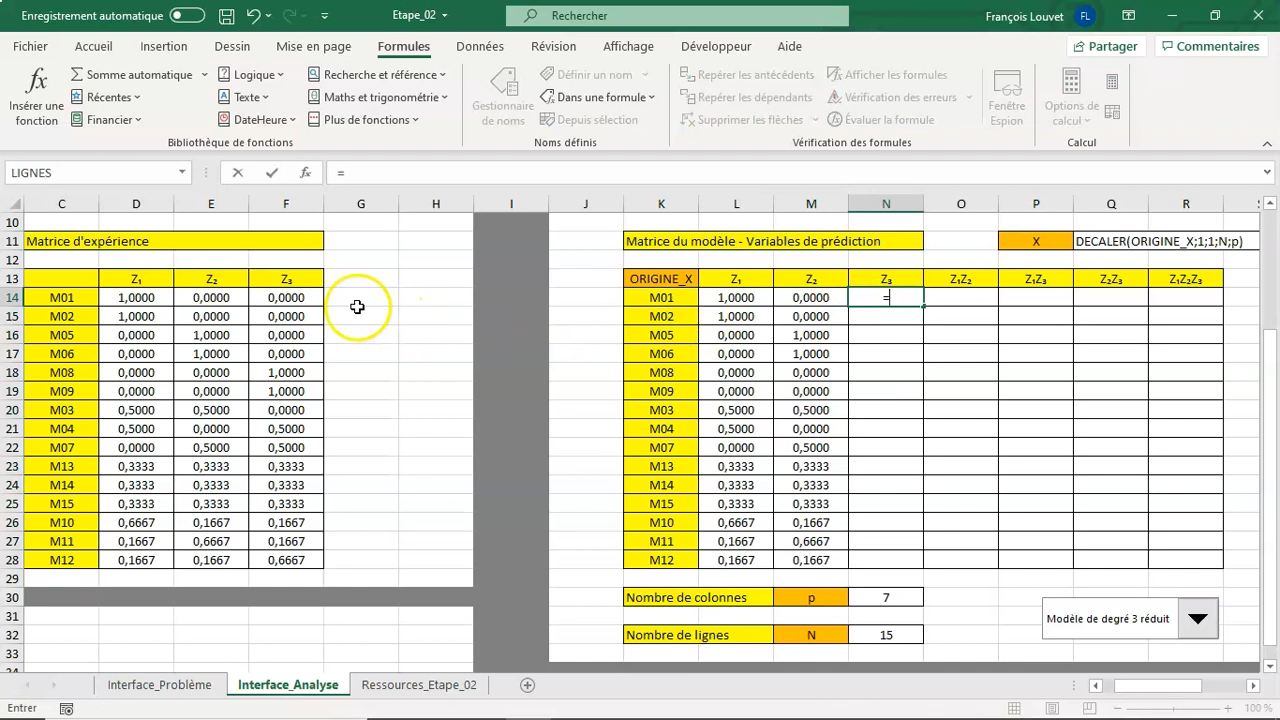 Enregistrement automatique Etape_02 Rechercher François Louvet FL
Fichier Accueil Insertion Dessin Mise en page Formules Données Révision Affichage Développeur Aide Partager Commentaires
Insérer une fonction
Somme automatique
Récentes
Financier
Logique
Texte
DateHeure
Recherche et référence
Maths et trigonométrie
Plus de fonctions
Bibliothèque de fonctions
Gestionnaire de noms
Définir un nom
Dans une formule
Depuis sélection
Noms définis
Repérer les antécédents
Repérer les dépendants
Supprimer les flèches
Afficher les formules
Vérification des erreurs
Évaluer la formule
Vérification des formules
Fenêtre Espion
Options de calcul
Calcul
LIGNES fx =
C D E F G H I J K L M N O P Q R
10
11 Matrice d'expérience Matrice du modèle - Variables de prédiction X DECALER(ORIGINE_X;1;1;N;p)
12
13 Z₁ Z₂ Z₃ ORIGINE_X Z₁ Z₂ Z₃ Z₁Z₂ Z₁Z₃ Z₂Z₃ Z₁Z₂Z₃
14 M01 1,0000 0,0000 0,0000 M01 1,0000 0,0000 =
15 M02 1,0000 0,0000 0,0000 M02 1,0000 0,0000
16 M05 0,0000 1,0000 0,0000 M05 0,0000 1,0000
17 M06 0,0000 1,0000 0,0000 M06 0,0000 1,0000
18 M08 0,0000 0,0000 1,0000 M08 0,0000 0,0000
19 M09 0,0000 0,0000 1,0000 M09 0,0000 0,0000
20 M03 0,5000 0,5000 0,0000 M03 0,5000 0,5000
21 M04 0,5000 0,0000 0,5000 M04 0,5000 0,0000
22 M07 0,0000 0,5000 0,5000 M07 0,0000 0,5000
23 M13 0,3333 0,3333 0,3333 M13 0,3333 0,3333
24 M14 0,3333 0,3333 0,3333 M14 0,3333 0,3333
25 M15 0,3333 0,3333 0,3333 M15 0,3333 0,3333
26 M10 0,6667 0,1667 0,1667 M10 0,6667 0,1667
27 M11 0,1667 0,6667 0,1667 M11 0,1667 0,6667
28 M12 0,1667 0,1667 0,6667 M12 0,1667 0,1667
29
30 Nombre de colonnes p 7
31 Modèle de degré 3 réduit
32 Nombre de lignes N 15
33
Interface_Problème Interface_Analyse Ressources_Etape_02
Entrer 100 %